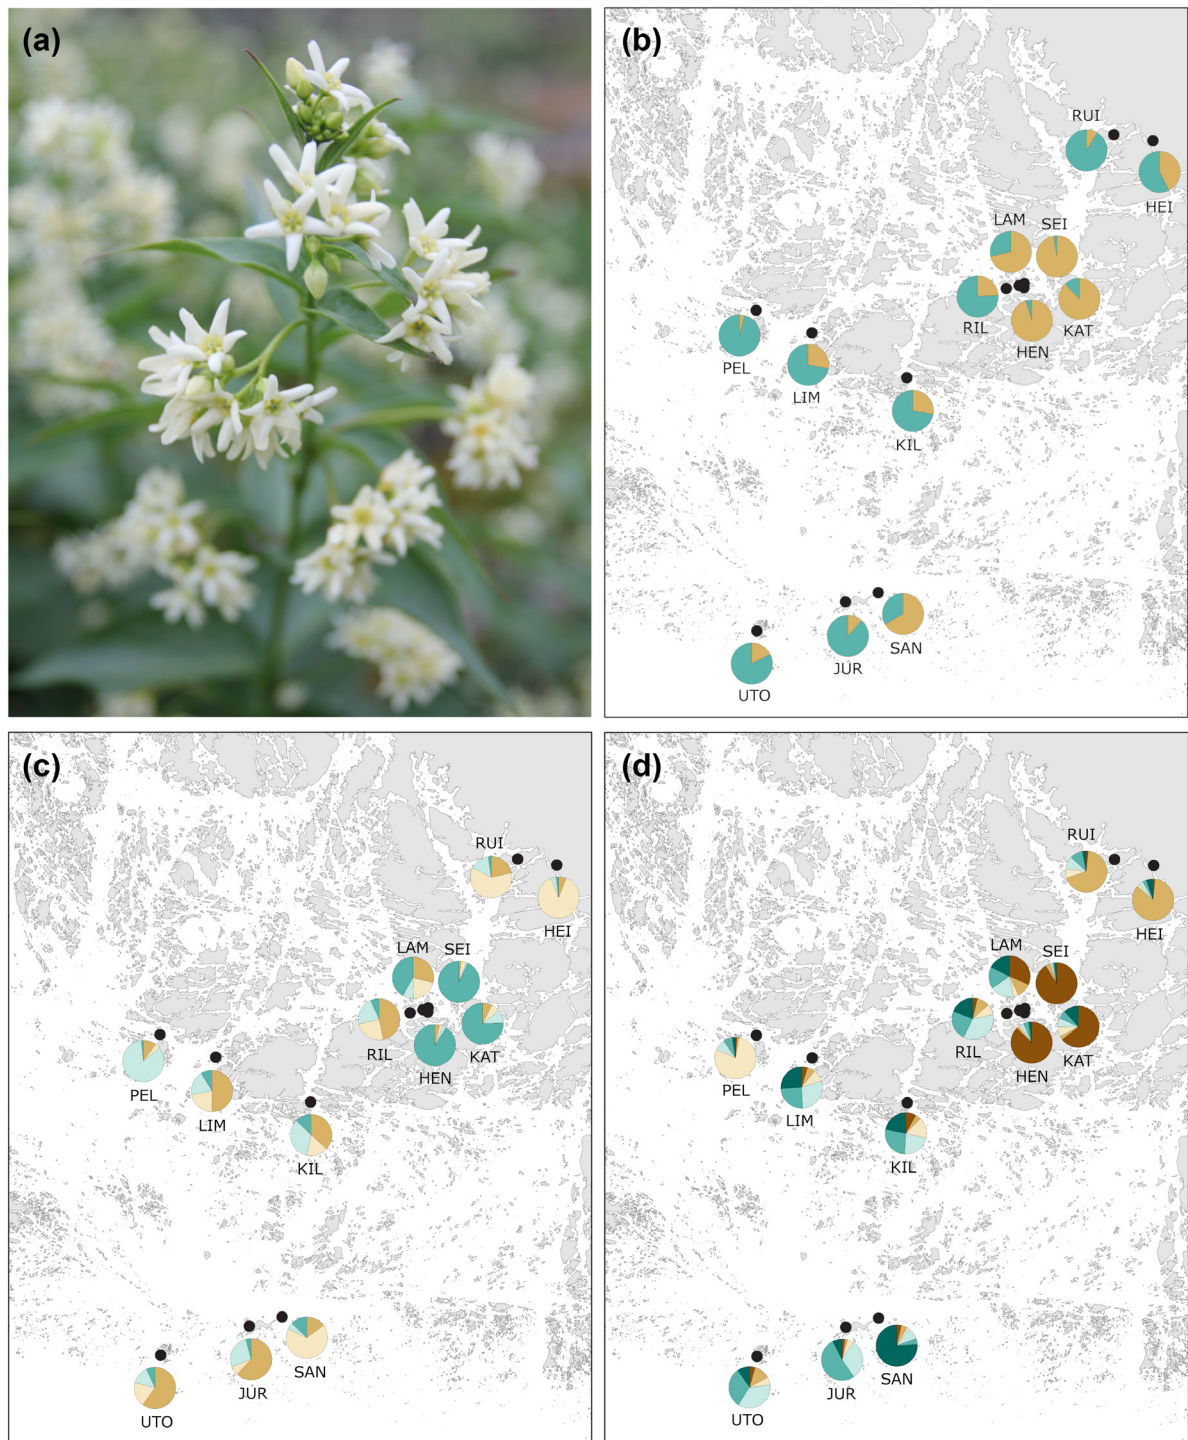 (a)
(b)
RUI
HEI
LAM
SEI
RIL
KAT
HEN
PEL
LIM
KIL
SAN
JUR
UTO
(c)
RUI
HEI
LAM
SEI
RIL
KAT
HEN
PEL
LIM
KIL
SAN
JUR
UTO
(d)
RUI
HEI
LAM
SEI
RIL
KAT
HEN
PEL
LIM
KIL
SAN
JUR
UTO